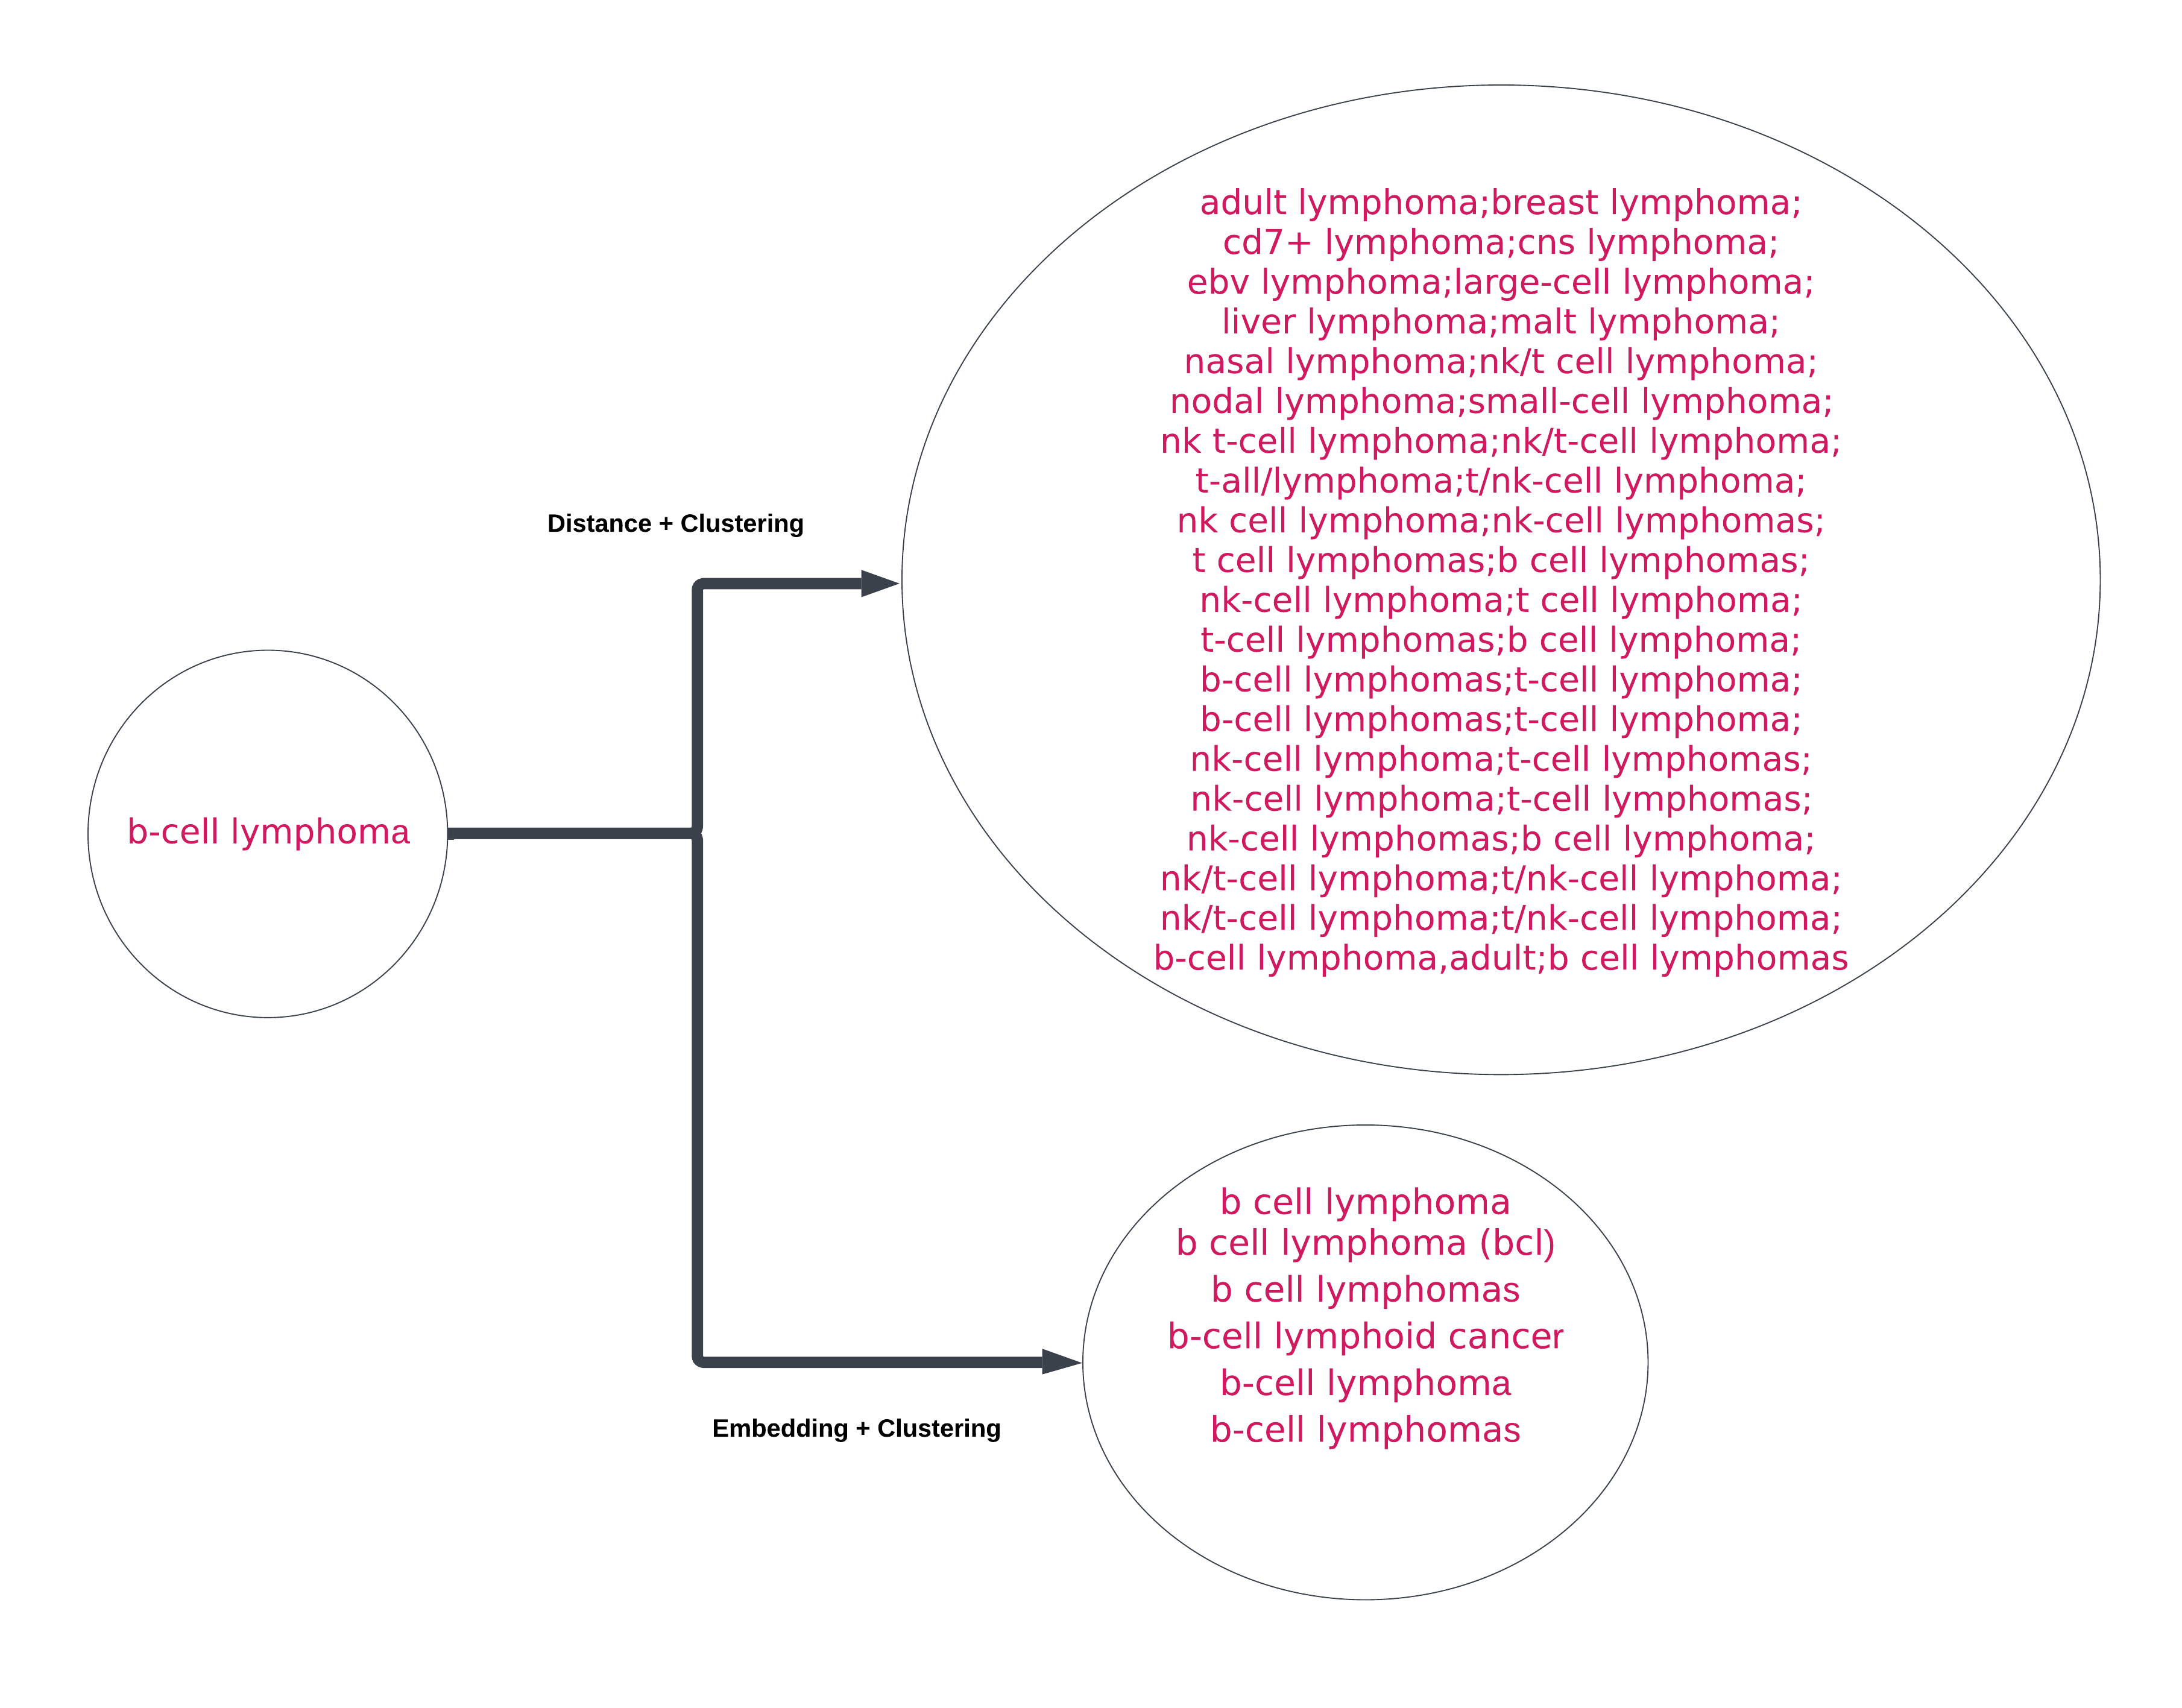 b-cell lymphoma
Distance + Clustering
adult lymphoma;breast lymphoma;
cd7+ lymphoma;cns lymphoma;
ebv lymphoma;large-cell lymphoma;
liver lymphoma;malt lymphoma;
nasal lymphoma;nk/t cell lymphoma;
nodal lymphoma;small-cell lymphoma;
nk t-cell lymphoma;nk/t-cell lymphoma;
t-all/lymphoma;t/nk-cell lymphoma;
nk cell lymphoma;nk-cell lymphomas;
t cell lymphomas;b cell lymphomas;
nk-cell lymphoma;t cell lymphoma;
t-cell lymphomas;b cell lymphoma;
b-cell lymphomas;t-cell lymphoma;
b-cell lymphomas;t-cell lymphoma;
nk-cell lymphoma;t-cell lymphomas;
nk-cell lymphoma;t-cell lymphomas;
nk-cell lymphomas;b cell lymphoma;
nk/t-cell lymphoma;t/nk-cell lymphoma;
nk/t-cell lymphoma;t/nk-cell lymphoma;
b-cell lymphoma,adult;b cell lymphomas
Embedding + Clustering
b cell lymphoma
b cell lymphoma (bcl)
b cell lymphomas
b-cell lymphoid cancer
b-cell lymphoma
b-cell lymphomas